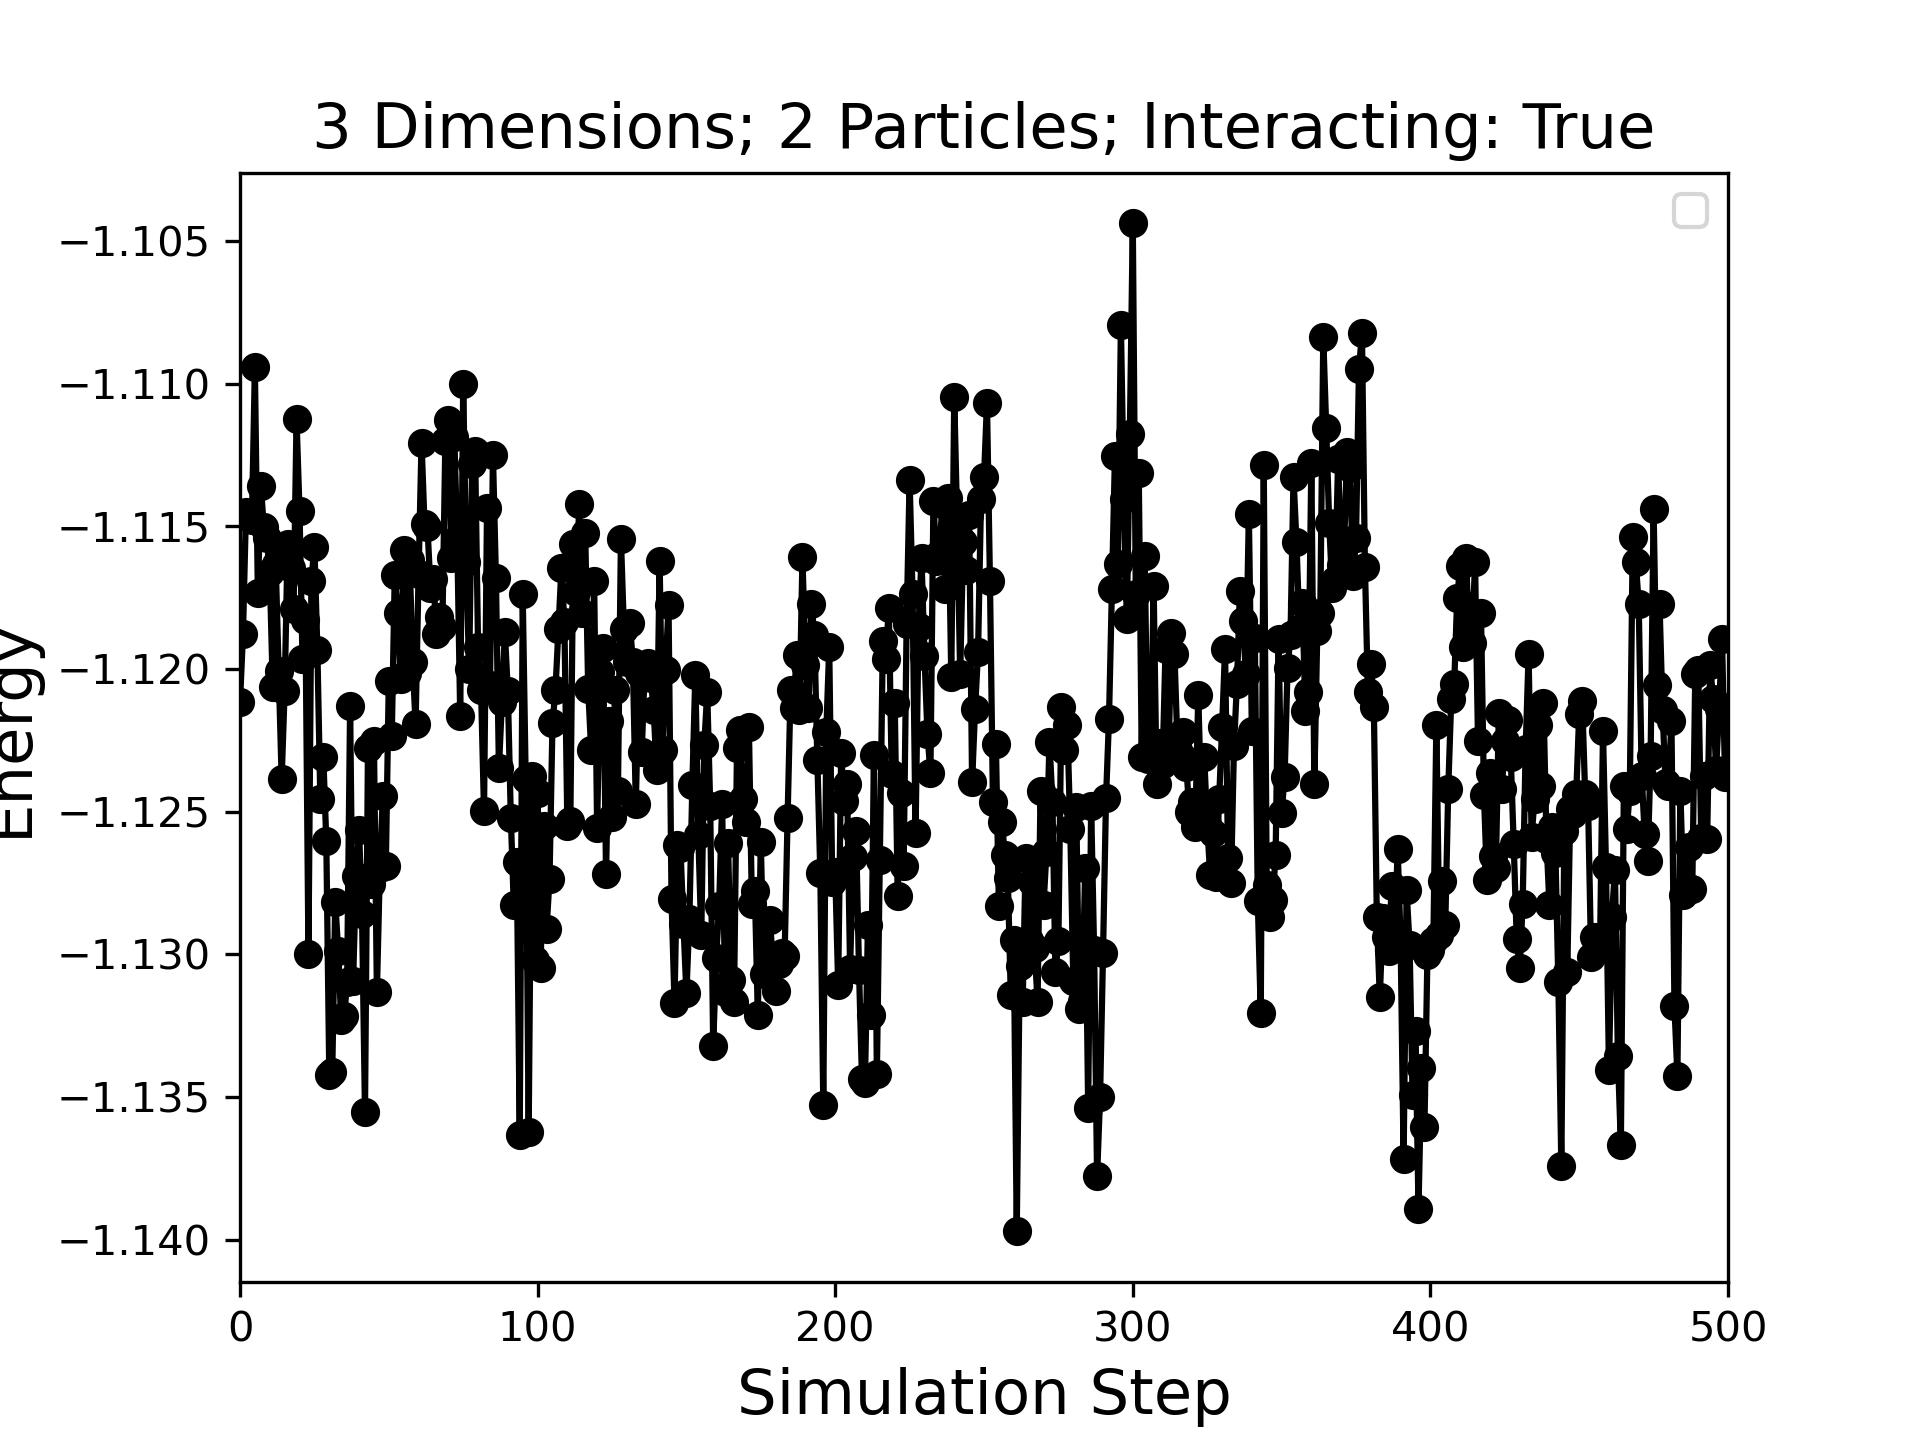 3 Dimensions; 2 Particles; Interacting: True
Energy
−1.105
−1.110
−1.115
−1.120
−1.125
−1.130
−1.135
−1.140
0 100 200 300 400 500
Simulation Step